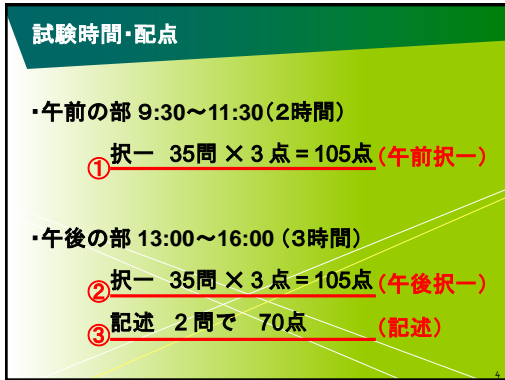 試験時間・配点
・午前の部 9:30～11:30(2時間)
①択一 35問 × 3点 = 105点(午前択一)
・午後の部 13:00～16:00 (3時間)
②択一 35問 × 3点 = 105点(午後択一)
③記述 2問で 70点 (記述)
4